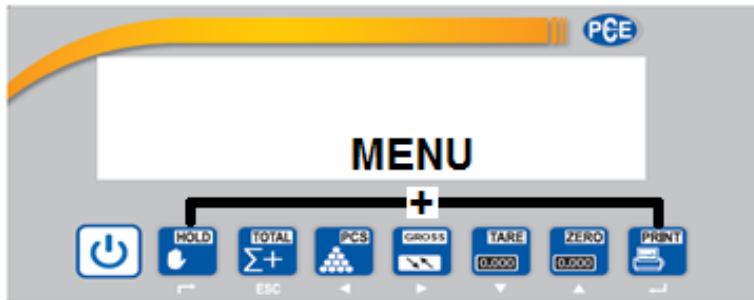 PCE
MENU
+
HOLD TOTAL PCS GROSS TARE ZERO PRINT
Σ+ 0.000 0.000
ESC